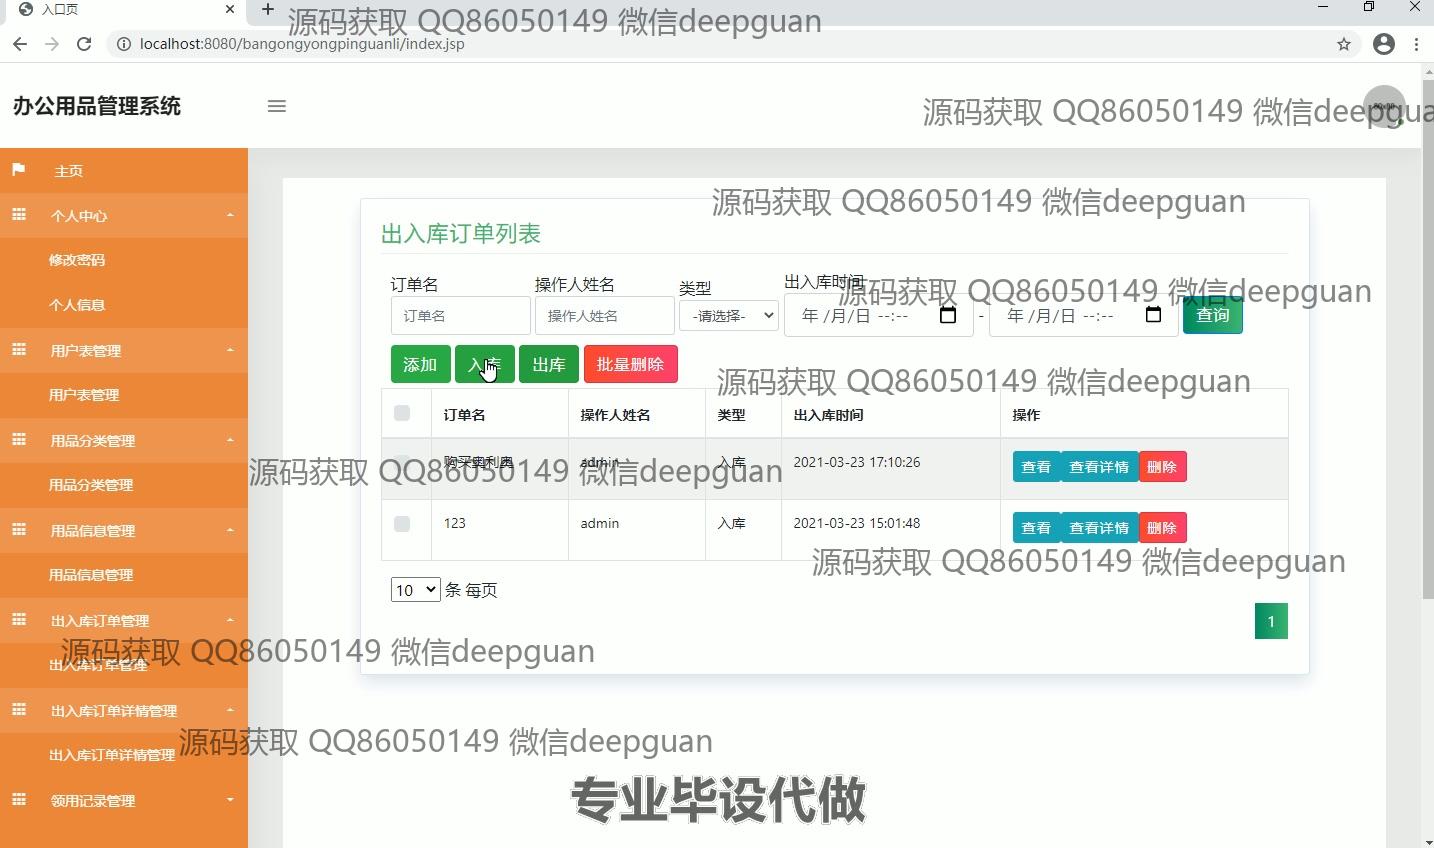 入口页
源码获取 QQ86050149 微信deepguan
localhost:8080/bangongyongpinguanli/index.jsp
办公用品管理系统
源码获取 QQ86050149 微信deepgua
主页
个人中心
修改密码
个人信息
用户表管理
用户表管理
用品分类管理
用品分类管理
用品信息管理
用品信息管理
出入库订单管理
出入库订单管理
出入库订单详情管理
出入库订单详情管理
领用记录管理
源码获取 QQ86050149 微信deepguan
出入库订单列表
订单名 操作人姓名 类型 出入库时间
源码获取 QQ86050149 微信deepguan
订单名 操作人姓名 -请选择- 年 /月/日 --:-- - 年 /月/日 --:-- 查询
添加 入库 出库 批量删除
源码获取 QQ86050149 微信deepguan
订单名 操作人姓名 类型 出入库时间 操作
购买奥利奥 admin 入库 2021-03-23 17:10:26 查看 查看详情 删除
源码获取 QQ86050149 微信deepguan
123 admin 入库 2021-03-23 15:01:48 查看 查看详情 删除
源码获取 QQ86050149 微信deepguan
10 条 每页
1
源码获取 QQ86050149 微信deepguan
源码获取 QQ86050149 微信deepguan
专业毕设代做